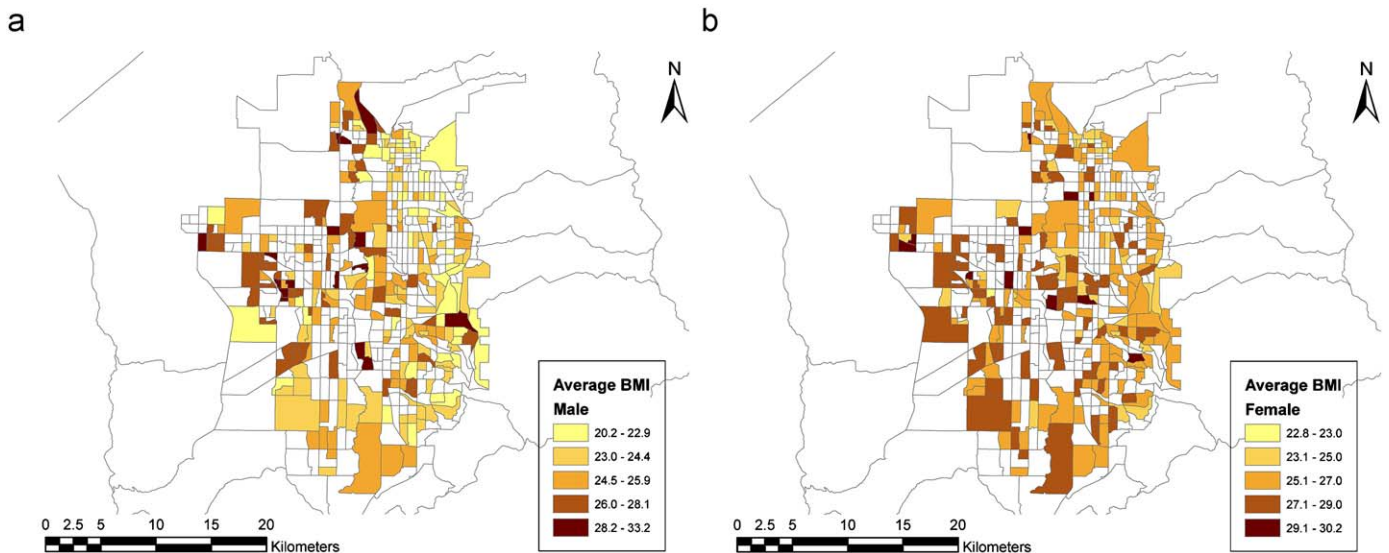 a
N
Average BMI
Male
20.2 - 22.9
23.0 - 24.4
24.5 - 25.9
26.0 - 28.1
28.2 - 33.2
0 2.5 5 10 15 20
Kilometers
b
N
Average BMI
Female
22.8 - 23.0
23.1 - 25.0
25.1 - 27.0
27.1 - 29.0
29.1 - 30.2
0 2.5 5 10 15 20
Kilometers